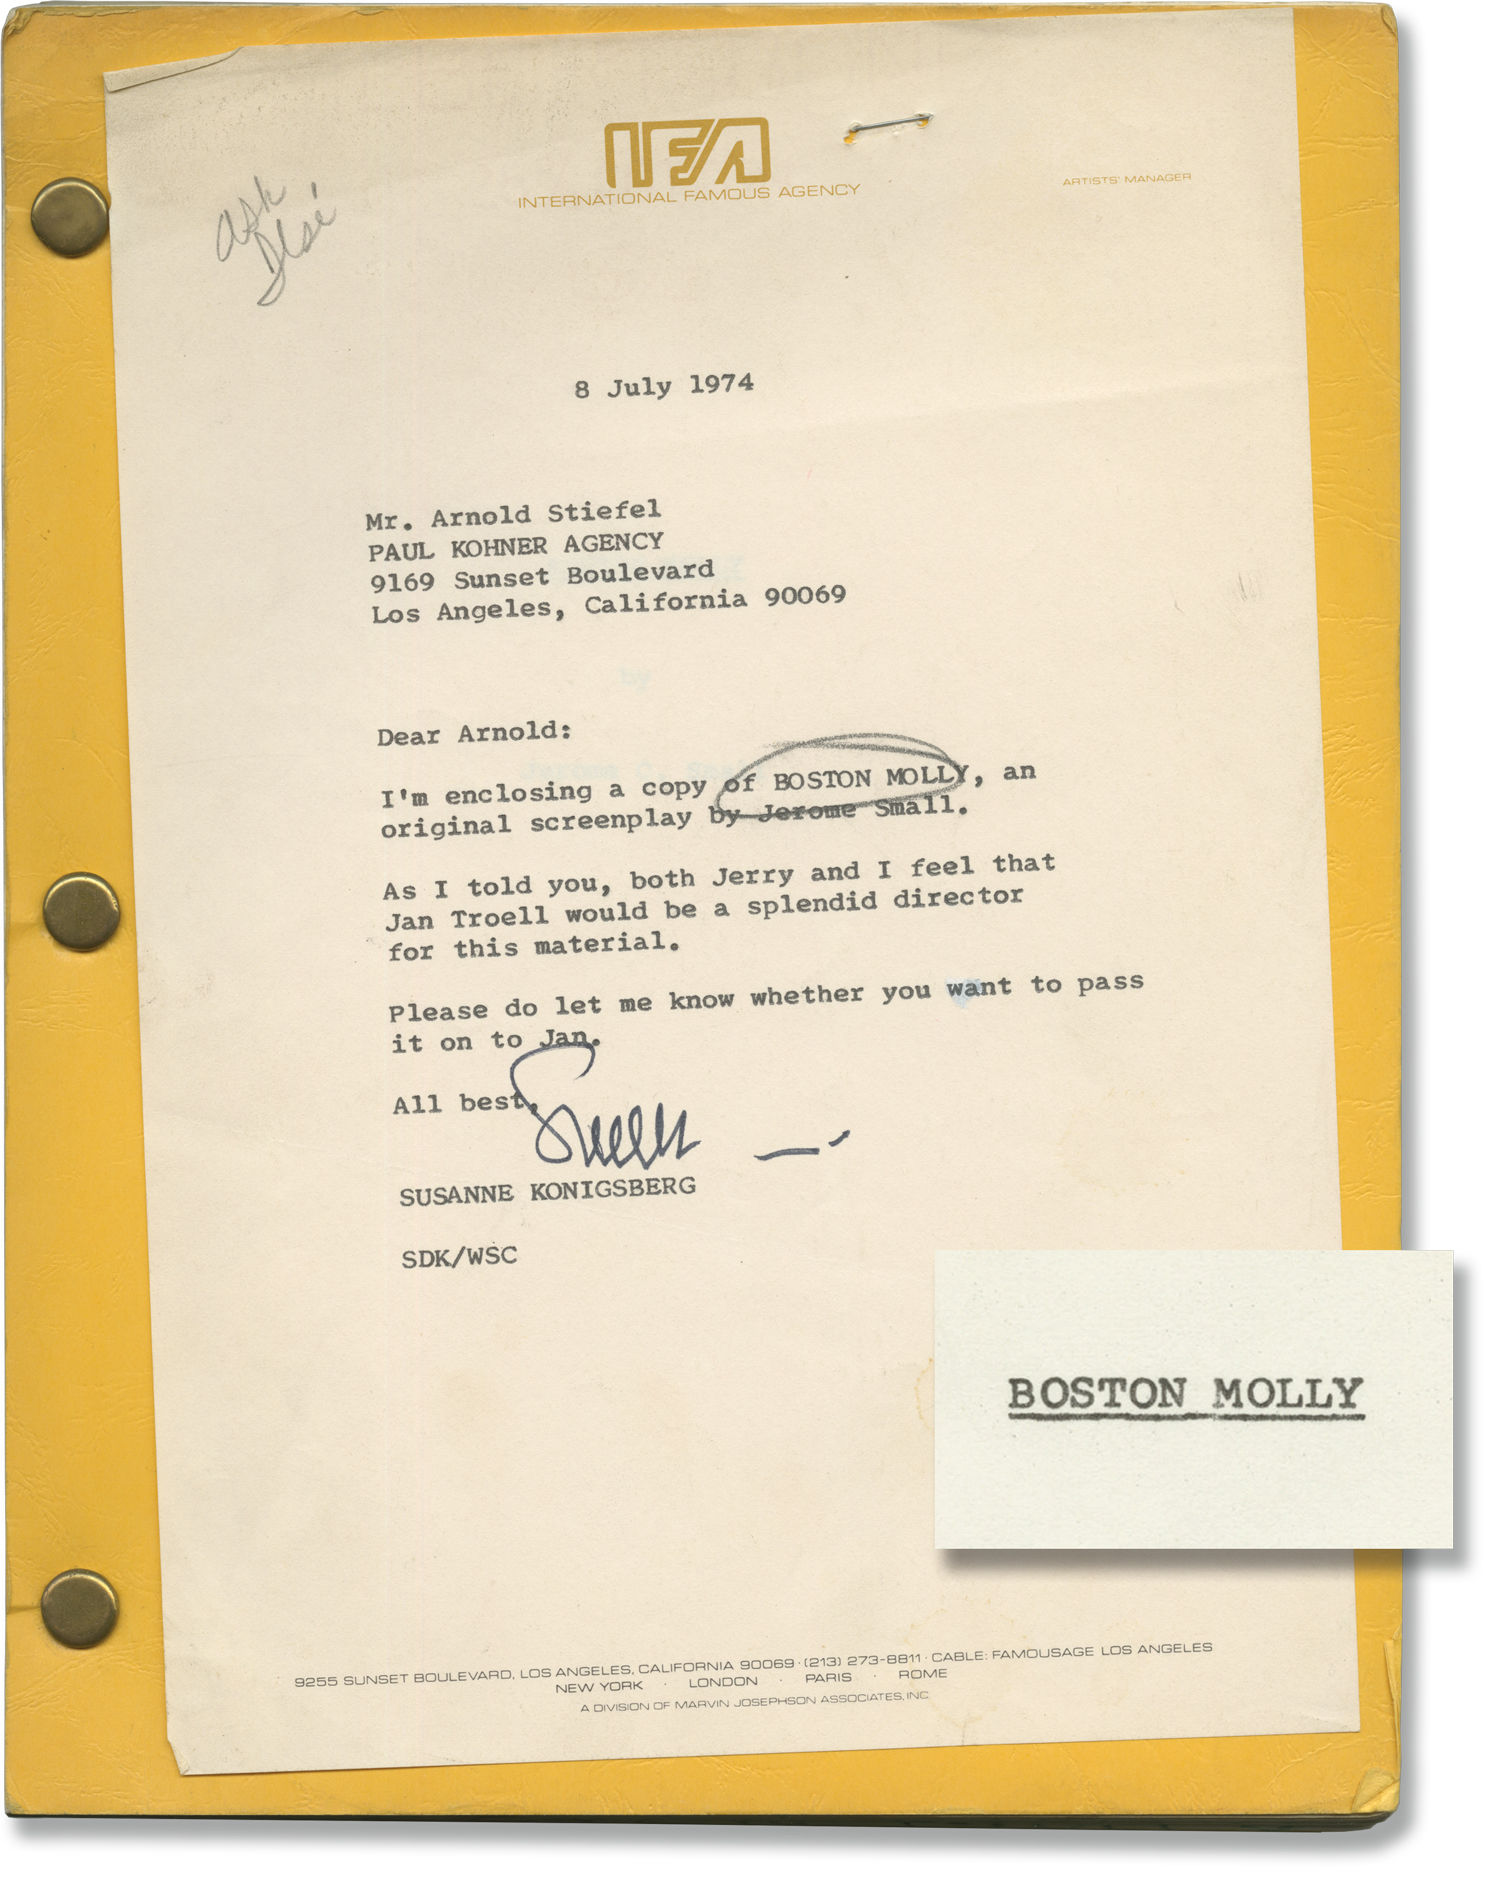 IFA
INTERNATIONAL FAMOUS AGENCY
ARTISTS' MANAGER
ask
8 July 1974
Mr. Arnold Stiefel
PAUL KOHNER AGENCY
9169 Sunset Boulevard
Los Angeles, California 90069
by
Dear Arnold:
I'm enclosing a copy of BOSTON MOLLY, an
original screenplay by Jerome Small.
As I told you, both Jerry and I feel that
Jan Troell would be a splendid director
for this material.
Please do let me know whether you want to pass
it on to Jan.
All best,
SUSANNE KONIGSBERG
SDK/WSC
BOSTON MOLLY
9255 SUNSET BOULEVARD, LOS ANGELES, CALIFORNIA 90069 · (213) 273-8811 · CABLE: FAMOUSAGE LOS ANGELES
NEW YORK · LONDON · PARIS · ROME
A DIVISION OF MARVIN JOSEPHSON ASSOCIATES, INC.